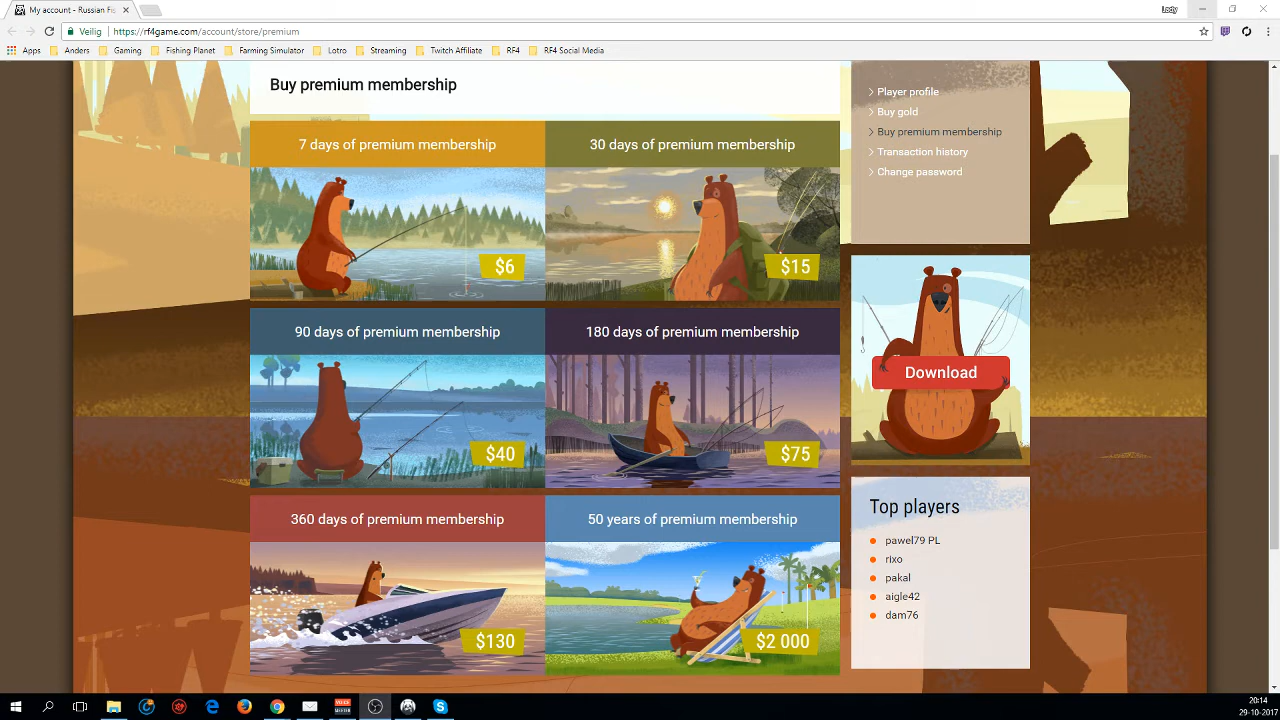 My account - Russian Fis
Veilig
https://rf4game.com/account/store/premium
Apps
Anders
Gaming
Fishing Planet
Farming Simulator
Lotro
Streaming
Twitch Affiliate
RF4
RF4 Social Media
Buy premium membership
7 days of premium membership
$6
30 days of premium membership
$15
90 days of premium membership
$40
180 days of premium membership
$75
360 days of premium membership
$130
50 years of premium membership
$2 000
Player profile
Buy gold
Buy premium membership
Transaction history
Change password
Download
Top players
pawel79 PL
rixo
pakal
aigle42
dam76
VOICE
MEETER
20:14
29-10-2017